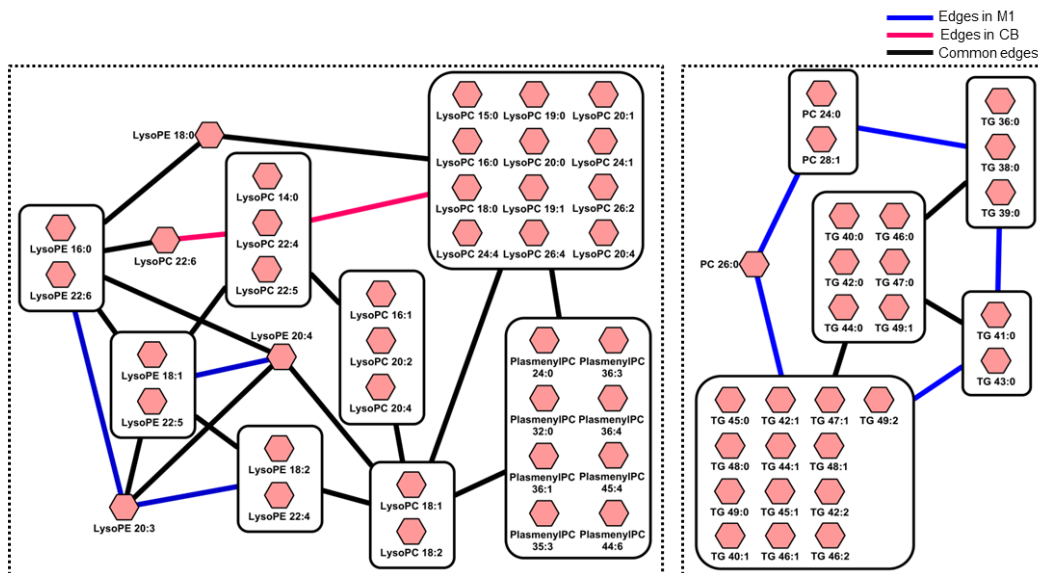 Edges in M1
Edges in CB
Common edges
LysoPE 18:0
LysoPE 16:0
LysoPE 22:6
LysoPC 22:6
LysoPC 14:0
LysoPC 22:4
LysoPC 22:5
LysoPC 15:0 LysoPC 19:0 LysoPC 20:1
LysoPC 16:0 LysoPC 20:0 LysoPC 24:1
LysoPC 18:0 LysoPC 19:1 LysoPC 26:2
LysoPC 24:4 LysoPC 26:4 LysoPC 20:4
LysoPE 20:4
LysoPC 16:1
LysoPC 20:2
LysoPC 20:4
LysoPE 18:1
LysoPE 22:5
LysoPE 18:2
LysoPE 22:4
LysoPE 20:3
LysoPC 18:1
LysoPC 18:2
PlasmenylPC PlasmenylPC
24:0 36:3
PlasmenylPC PlasmenylPC
32:0 36:4
PlasmenylPC PlasmenylPC
36:1 45:4
PlasmenylPC PlasmenylPC
35:3 44:6
PC 24:0
PC 28:1
TG 36:0
TG 38:0
TG 39:0
PC 26:0
TG 40:0 TG 46:0
TG 42:0 TG 47:0
TG 44:0 TG 49:1
TG 41:0
TG 43:0
TG 45:0 TG 42:1 TG 47:1 TG 49:2
TG 48:0 TG 44:1 TG 48:1
TG 49:0 TG 45:1 TG 42:2
TG 40:1 TG 46:1 TG 46:2